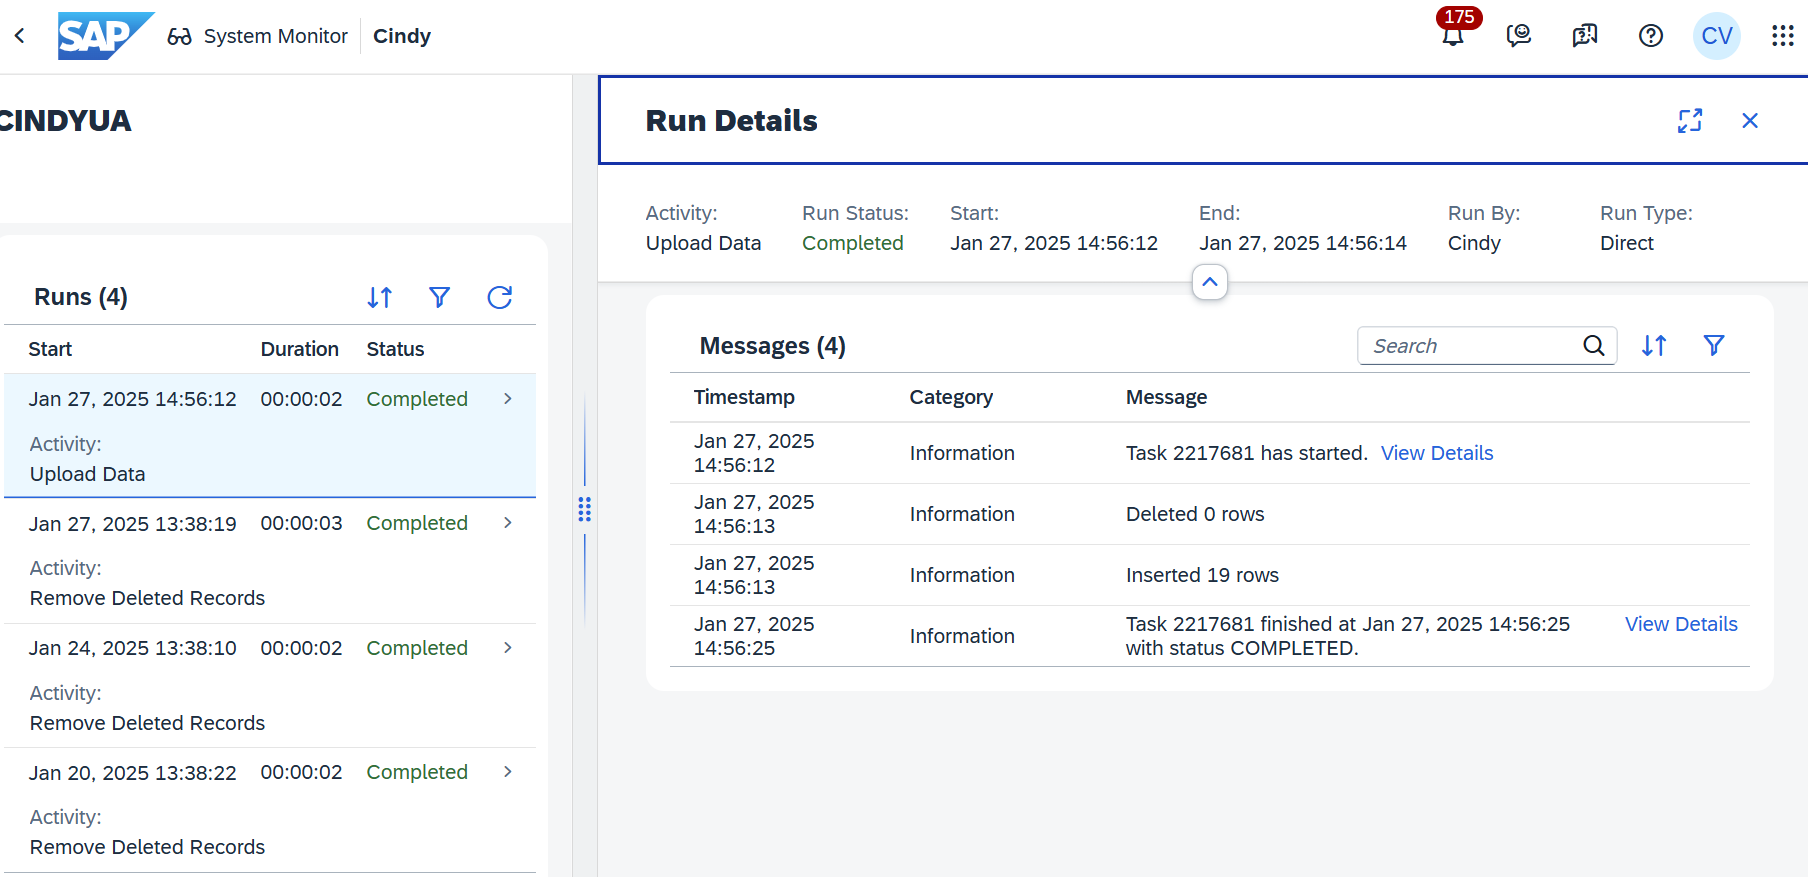 SAP System Monitor Cindy 175 CV
CINDYUA
Runs (4)
Start Duration Status
Jan 27, 2025 14:56:12 00:00:02 Completed
Activity:
Upload Data
Jan 27, 2025 13:38:19 00:00:03 Completed
Activity:
Remove Deleted Records
Jan 24, 2025 13:38:10 00:00:02 Completed
Activity:
Remove Deleted Records
Jan 20, 2025 13:38:22 00:00:02 Completed
Activity:
Remove Deleted Records
Run Details
Activity: Run Status: Start: End: Run By: Run Type:
Upload Data Completed Jan 27, 2025 14:56:12 Jan 27, 2025 14:56:14 Cindy Direct
Messages (4) Search
Timestamp Category Message
Jan 27, 2025
14:56:12 Information Task 2217681 has started. View Details
Jan 27, 2025
14:56:13 Information Deleted 0 rows
Jan 27, 2025
14:56:13 Information Inserted 19 rows
Jan 27, 2025 Task 2217681 finished at Jan 27, 2025 14:56:25 View Details
14:56:25 Information with status COMPLETED.